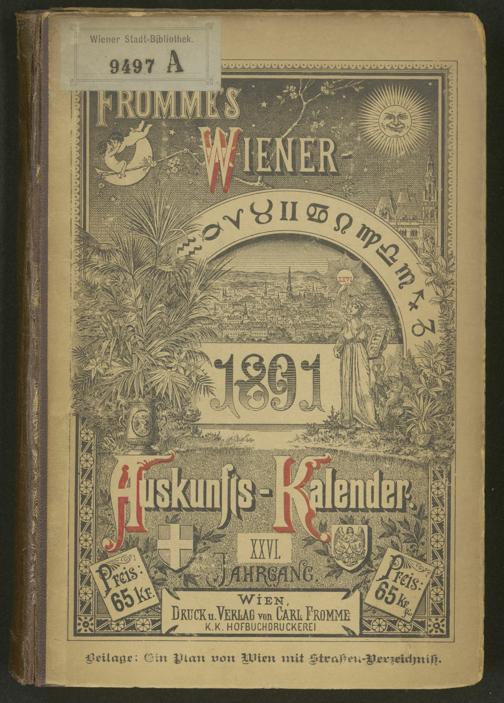 Wiener Stadt-Bibliothek.
9497 A
FROMME'S
WIENER-
♒ ♓ ♈ ♉ ♊ ♋ ♌ ♍ ♎ ♏ ♐ ♑
1891
Auskunfts-Kalender.
XXVI.
JAHRGANG.
Preis:
65 Kr.
Preis:
65 Kr.
WIEN.
DRUCK u. VERLAG von CARL FROMME
K. K. HOFBUCHDRUCKEREI
Beilage: Ein Plan von Wien mit Straßen-Verzeichniß.